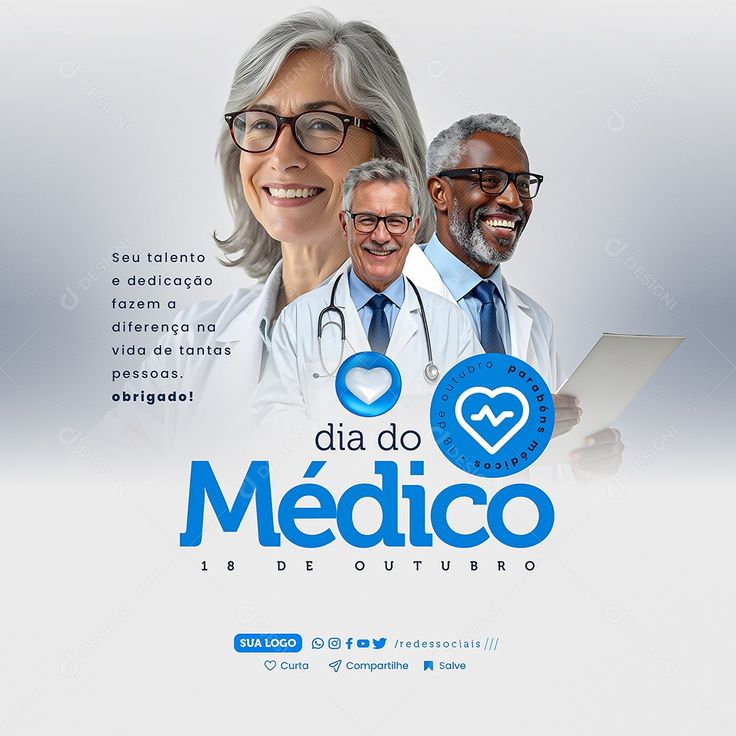 Seu talento
e dedicação
fazem a
diferença na
vida de tantas
pessoas.
obrigado!
18 de outubro parabéns médicos
dia do
Médico
18 DE OUTUBRO
SUA LOGO /redessociais///
Curta Compartilhe Salve
DESIGNI